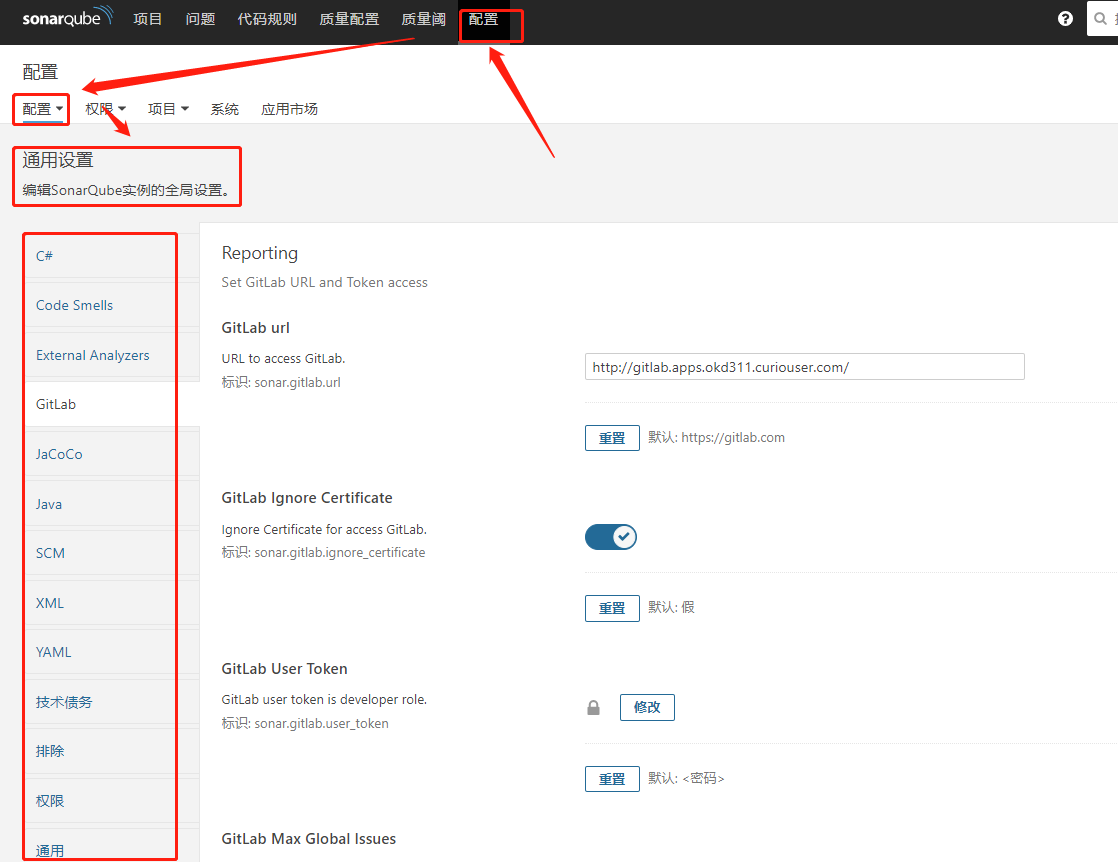 sonarqube 项目 问题 代码规则 质量配置 质量阈 配置
配置
配置 权限 项目 系统 应用市场
通用设置
编辑SonarQube实例的全局设置。
C#
Code Smells
External Analyzers
GitLab
JaCoCo
Java
SCM
XML
YAML
技术债务
排除
权限
通用
Reporting
Set GitLab URL and Token access
GitLab url
URL to access GitLab.
标识: sonar.gitlab.url
http://gitlab.apps.okd311.curiouser.com/
重置 默认: https://gitlab.com
GitLab Ignore Certificate
Ignore Certificate for access GitLab.
标识: sonar.gitlab.ignore_certificate
重置 默认: 假
GitLab User Token
GitLab user token is developer role.
标识: sonar.gitlab.user_token
修改
重置 默认: <密码>
GitLab Max Global Issues